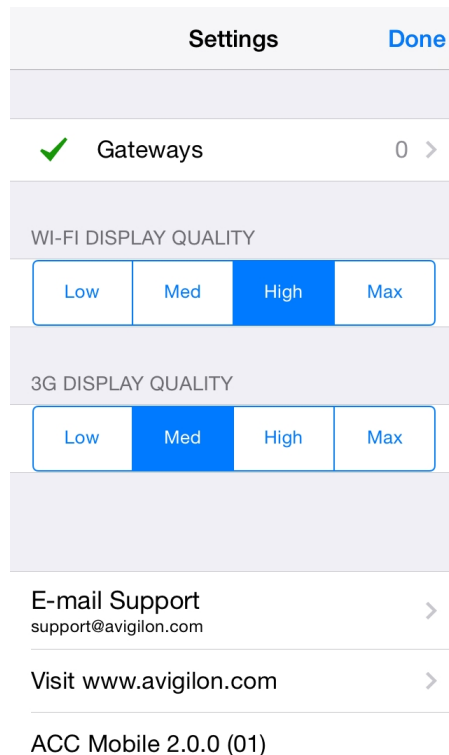 Settings Done
Gateways 0
WI-FI DISPLAY QUALITY
Low Med High Max
3G DISPLAY QUALITY
Low Med High Max
E-mail Support
support@avigilon.com
Visit www.avigilon.com
ACC Mobile 2.0.0 (01)